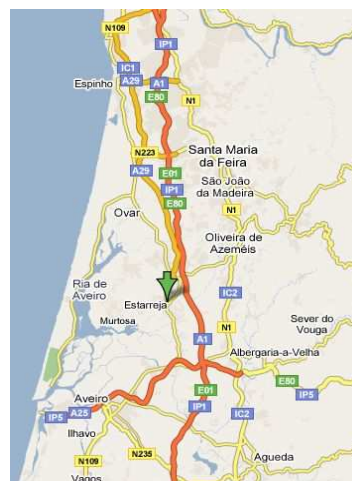 IP1
N109
IC1
A29
A1
Espinho
E80
N1
Santa Maria
da Feira
N223
A29
E01
IP1
São João
da Madeira
E80
N1
Ovar
Oliveira de
Azeméis
Ria de
Aveiro
IC2
Estarreja
Murtosa
N1
Sever do
Vouga
A1
Albergaria-a-Velha
E80
IP5
E01
Aveiro
IP1
A25
IP5
IC2
Ilhavo
N235
Agueda
N109
Vagos